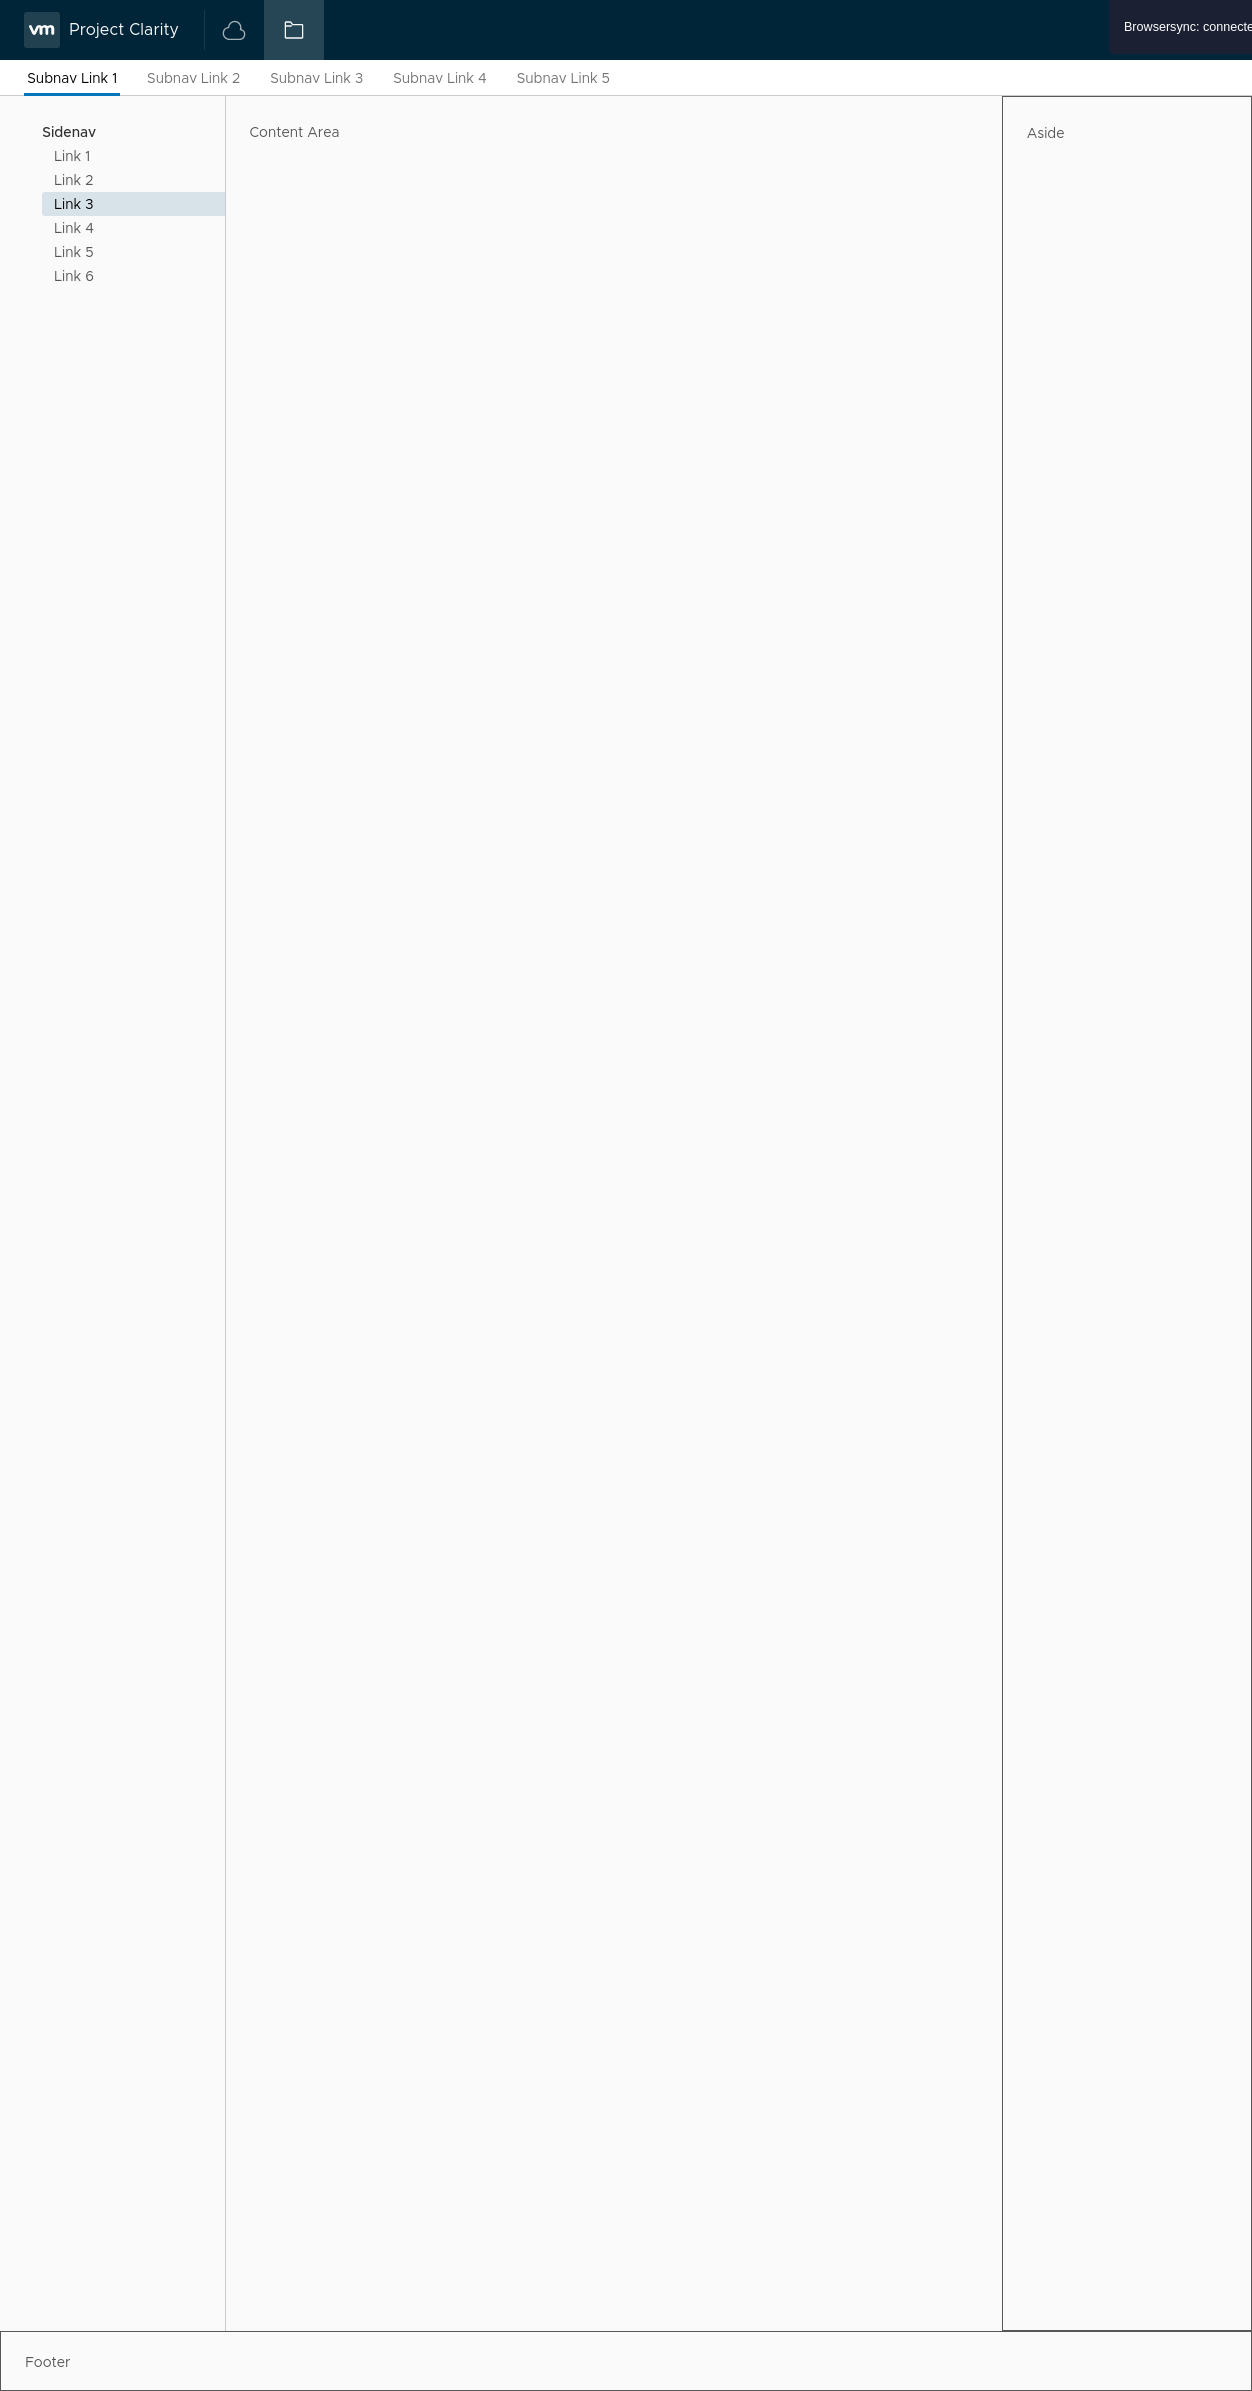 vm Project Clarity
Browsersync: connecte
Subnav Link 1 Subnav Link 2 Subnav Link 3 Subnav Link 4 Subnav Link 5
Sidenav
Link 1
Link 2
Link 3
Link 4
Link 5
Link 6
Content Area
Aside
Footer